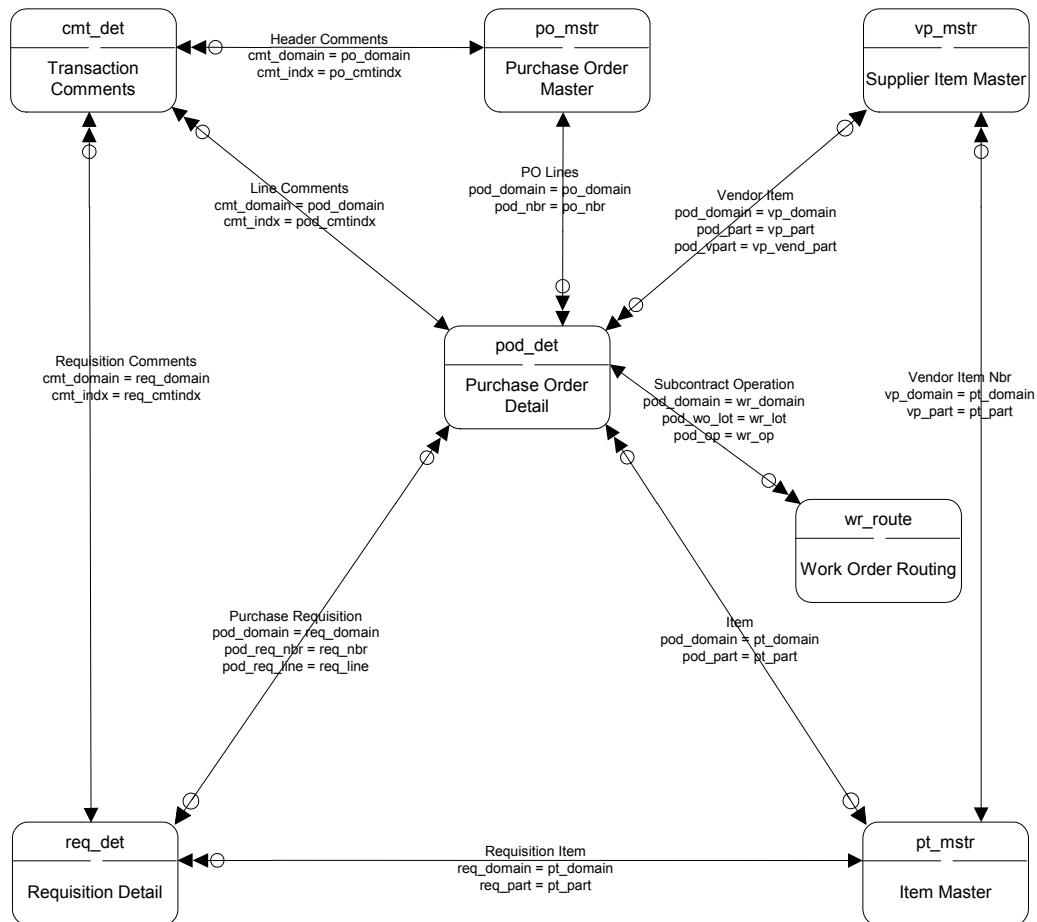 cmt_det
Transaction
Comments
Header Comments
cmt_domain = po_domain
cmt_indx = po_cmtindx
po_mstr
Purchase Order
Master
vp_mstr
Supplier Item Master
Line Comments
cmt_domain = pod_domain
cmt_indx = pod_cmtindx
PO Lines
pod_domain = po_domain
pod_nbr = po_nbr
Vendor Item
pod_domain = vp_domain
pod_part = vp_part
pod_vpart = vp_vend_part
pod_det
Purchase Order
Detail
Requisition Comments
cmt_domain = req_domain
cmt_indx = req_cmtindx
Subcontract Operation
pod_domain = wr_domain
pod_wo_lot = wr_lot
pod_op = wr_op
Vendor Item Nbr
vp_domain = pt_domain
vp_part = pt_part
wr_route
Work Order Routing
Purchase Requisition
pod_domain = req_domain
pod_req_nbr = req_nbr
pod_req_line = req_line
Item
pod_domain = pt_domain
pod_part = pt_part
req_det
Requisition Detail
Requisition Item
req_domain = pt_domain
req_part = pt_part
pt_mstr
Item Master